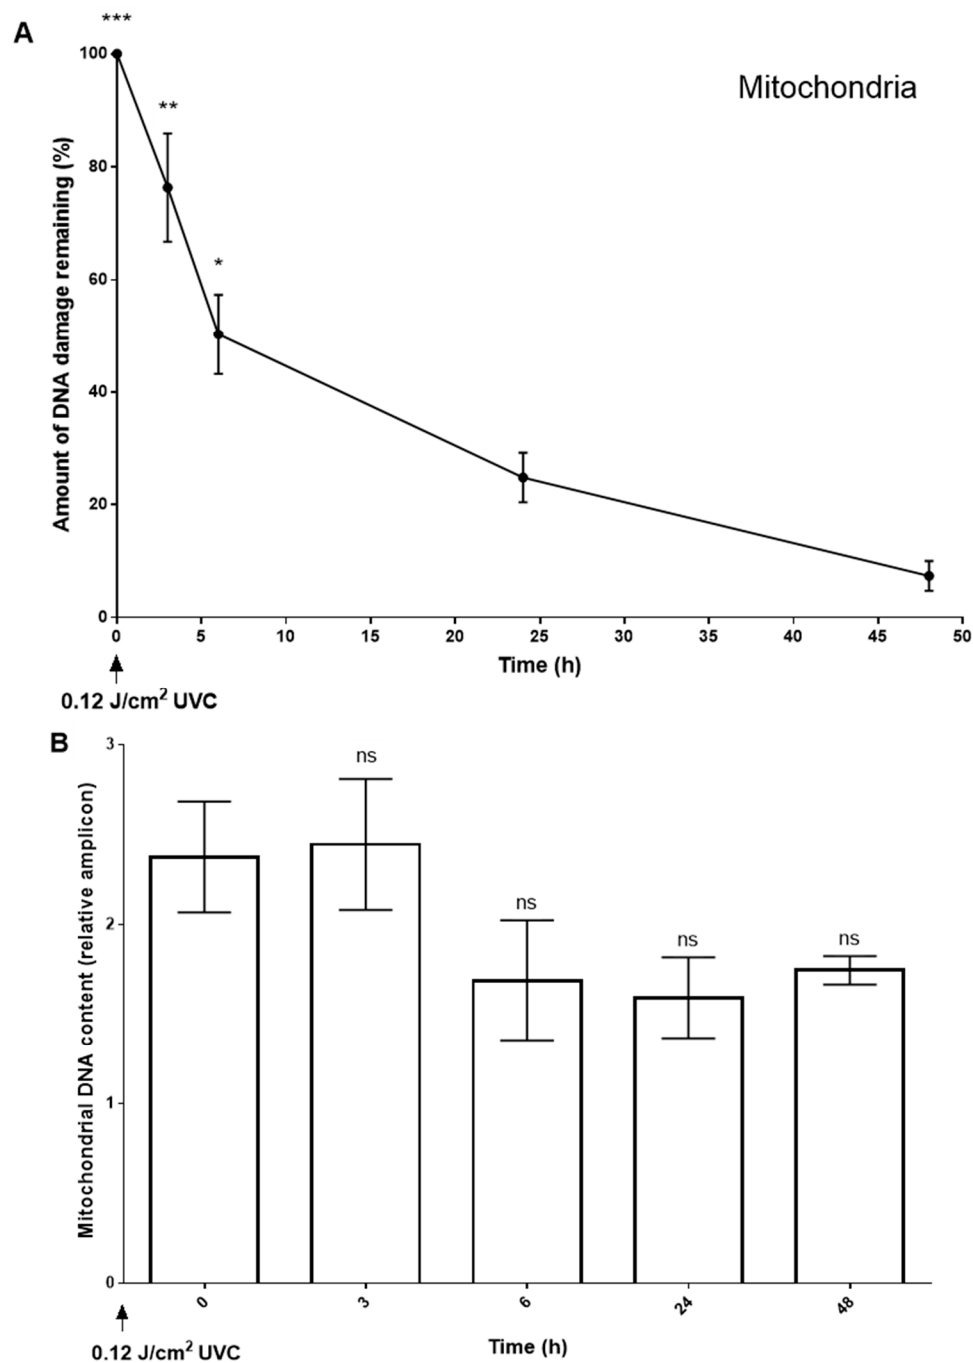 A
***
Mitochondria
**
*
Amount of DNA damage remaining (%)
100
80
60
40
20
0
0 5 10 15 20 25 30 35 40 45 50
Time (h)
0.12 J/cm² UVC
B
Mitochondrial DNA content (relative amplicon)
3
2
1
0
ns
ns
ns
ns
0 3 6 24 48
Time (h)
0.12 J/cm² UVC